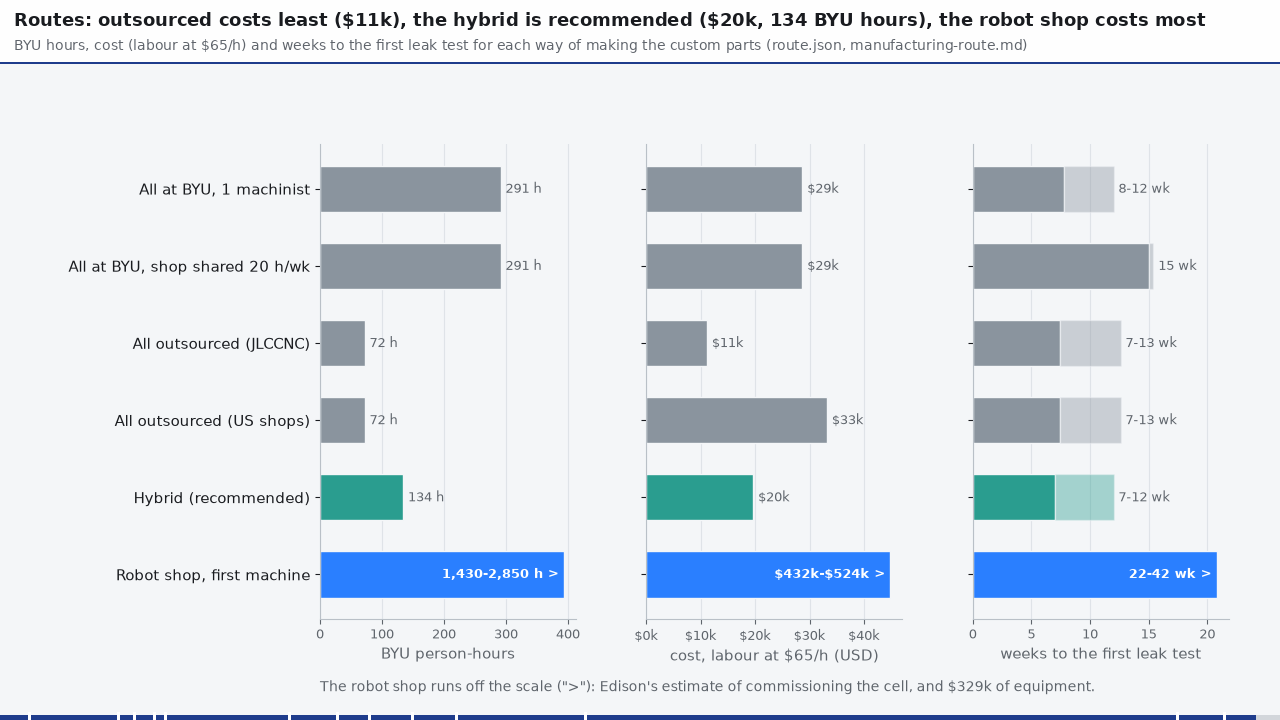 Routes: outsourced costs least ($11k), the hybrid is recommended ($20k, 134 BYU hours), the robot shop costs most
BYU hours, cost (labour at $65/h) and weeks to the first leak test for each way of making the custom parts (route.json, manufacturing-route.md)
All at BYU, 1 machinist 291 h $29k 8-12 wk
All at BYU, shop shared 20 h/wk 291 h $29k 15 wk
All outsourced (JLCCNC) 72 h $11k 7-13 wk
All outsourced (US shops) 72 h $33k 7-13 wk
Hybrid (recommended) 134 h $20k 7-12 wk
Robot shop, first machine 1,430-2,850 h > $432k-$524k > 22-42 wk >
0 100 200 300 400 $0k $10k $20k $30k $40k 0 5 10 15 20
BYU person-hours cost, labour at $65/h (USD) weeks to the first leak test
The robot shop runs off the scale (">"): Edison's estimate of commissioning the cell, and $329k of equipment.